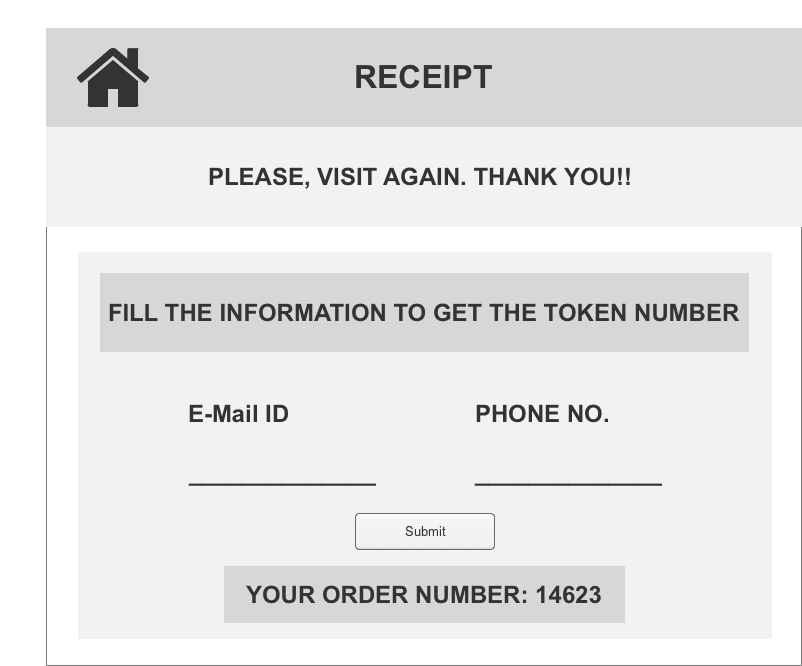 RECEIPT
PLEASE, VISIT AGAIN. THANK YOU!!
FILL THE INFORMATION TO GET THE TOKEN NUMBER
E-Mail ID PHONE NO.
Submit
YOUR ORDER NUMBER: 14623